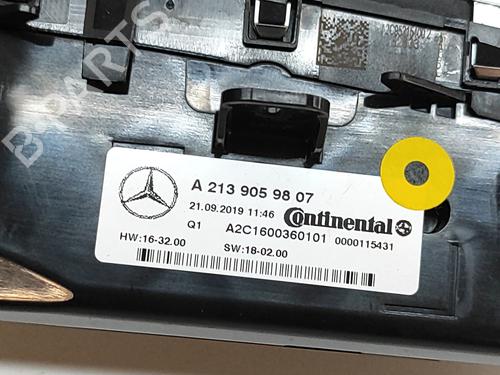 B-PARTS
A 213 905 98 07
21.09.2019 11:46
Continental
Q1
A2C1600360101
0000115431
HW:16-32.00
SW:18-02.00